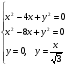 x² − 4x + y² = 0
x² − 8x + y² = 0
y = 0,  y = x/√3